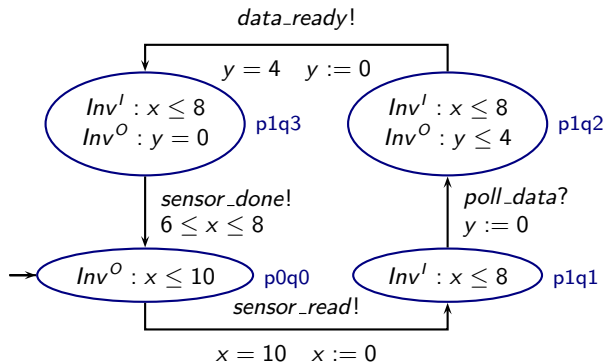 data_ready!
y = 4 y := 0
Inv^I : x ≤ 8
Inv^O : y = 0
p1q3
Inv^I : x ≤ 8
Inv^O : y ≤ 4
p1q2
sensor_done!
6 ≤ x ≤ 8
poll_data?
y := 0
Inv^O : x ≤ 10
p0q0
Inv^I : x ≤ 8
p1q1
sensor_read!
x = 10 x := 0